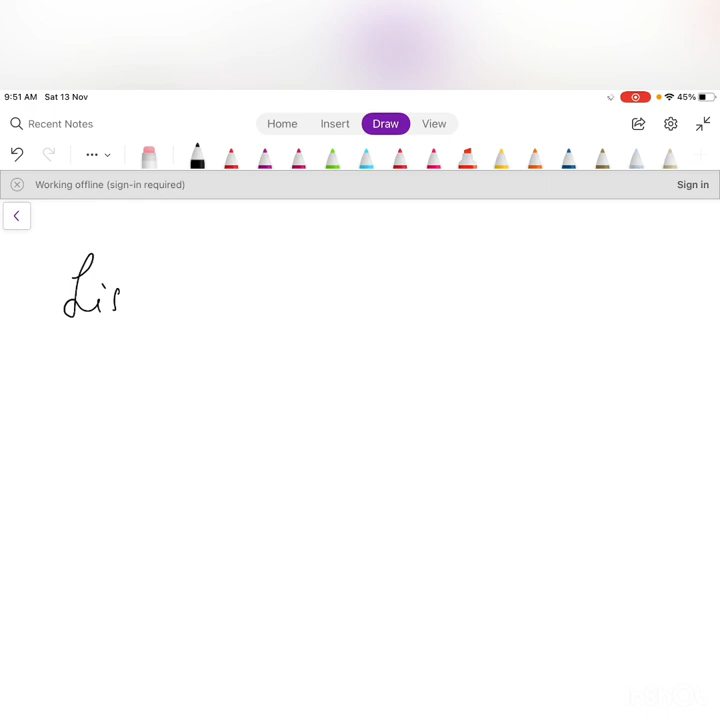 9:51 AM Sat 13 Nov 45%
Recent Notes Home Insert Draw View
Working offline (sign-in required) Sign in
Lis